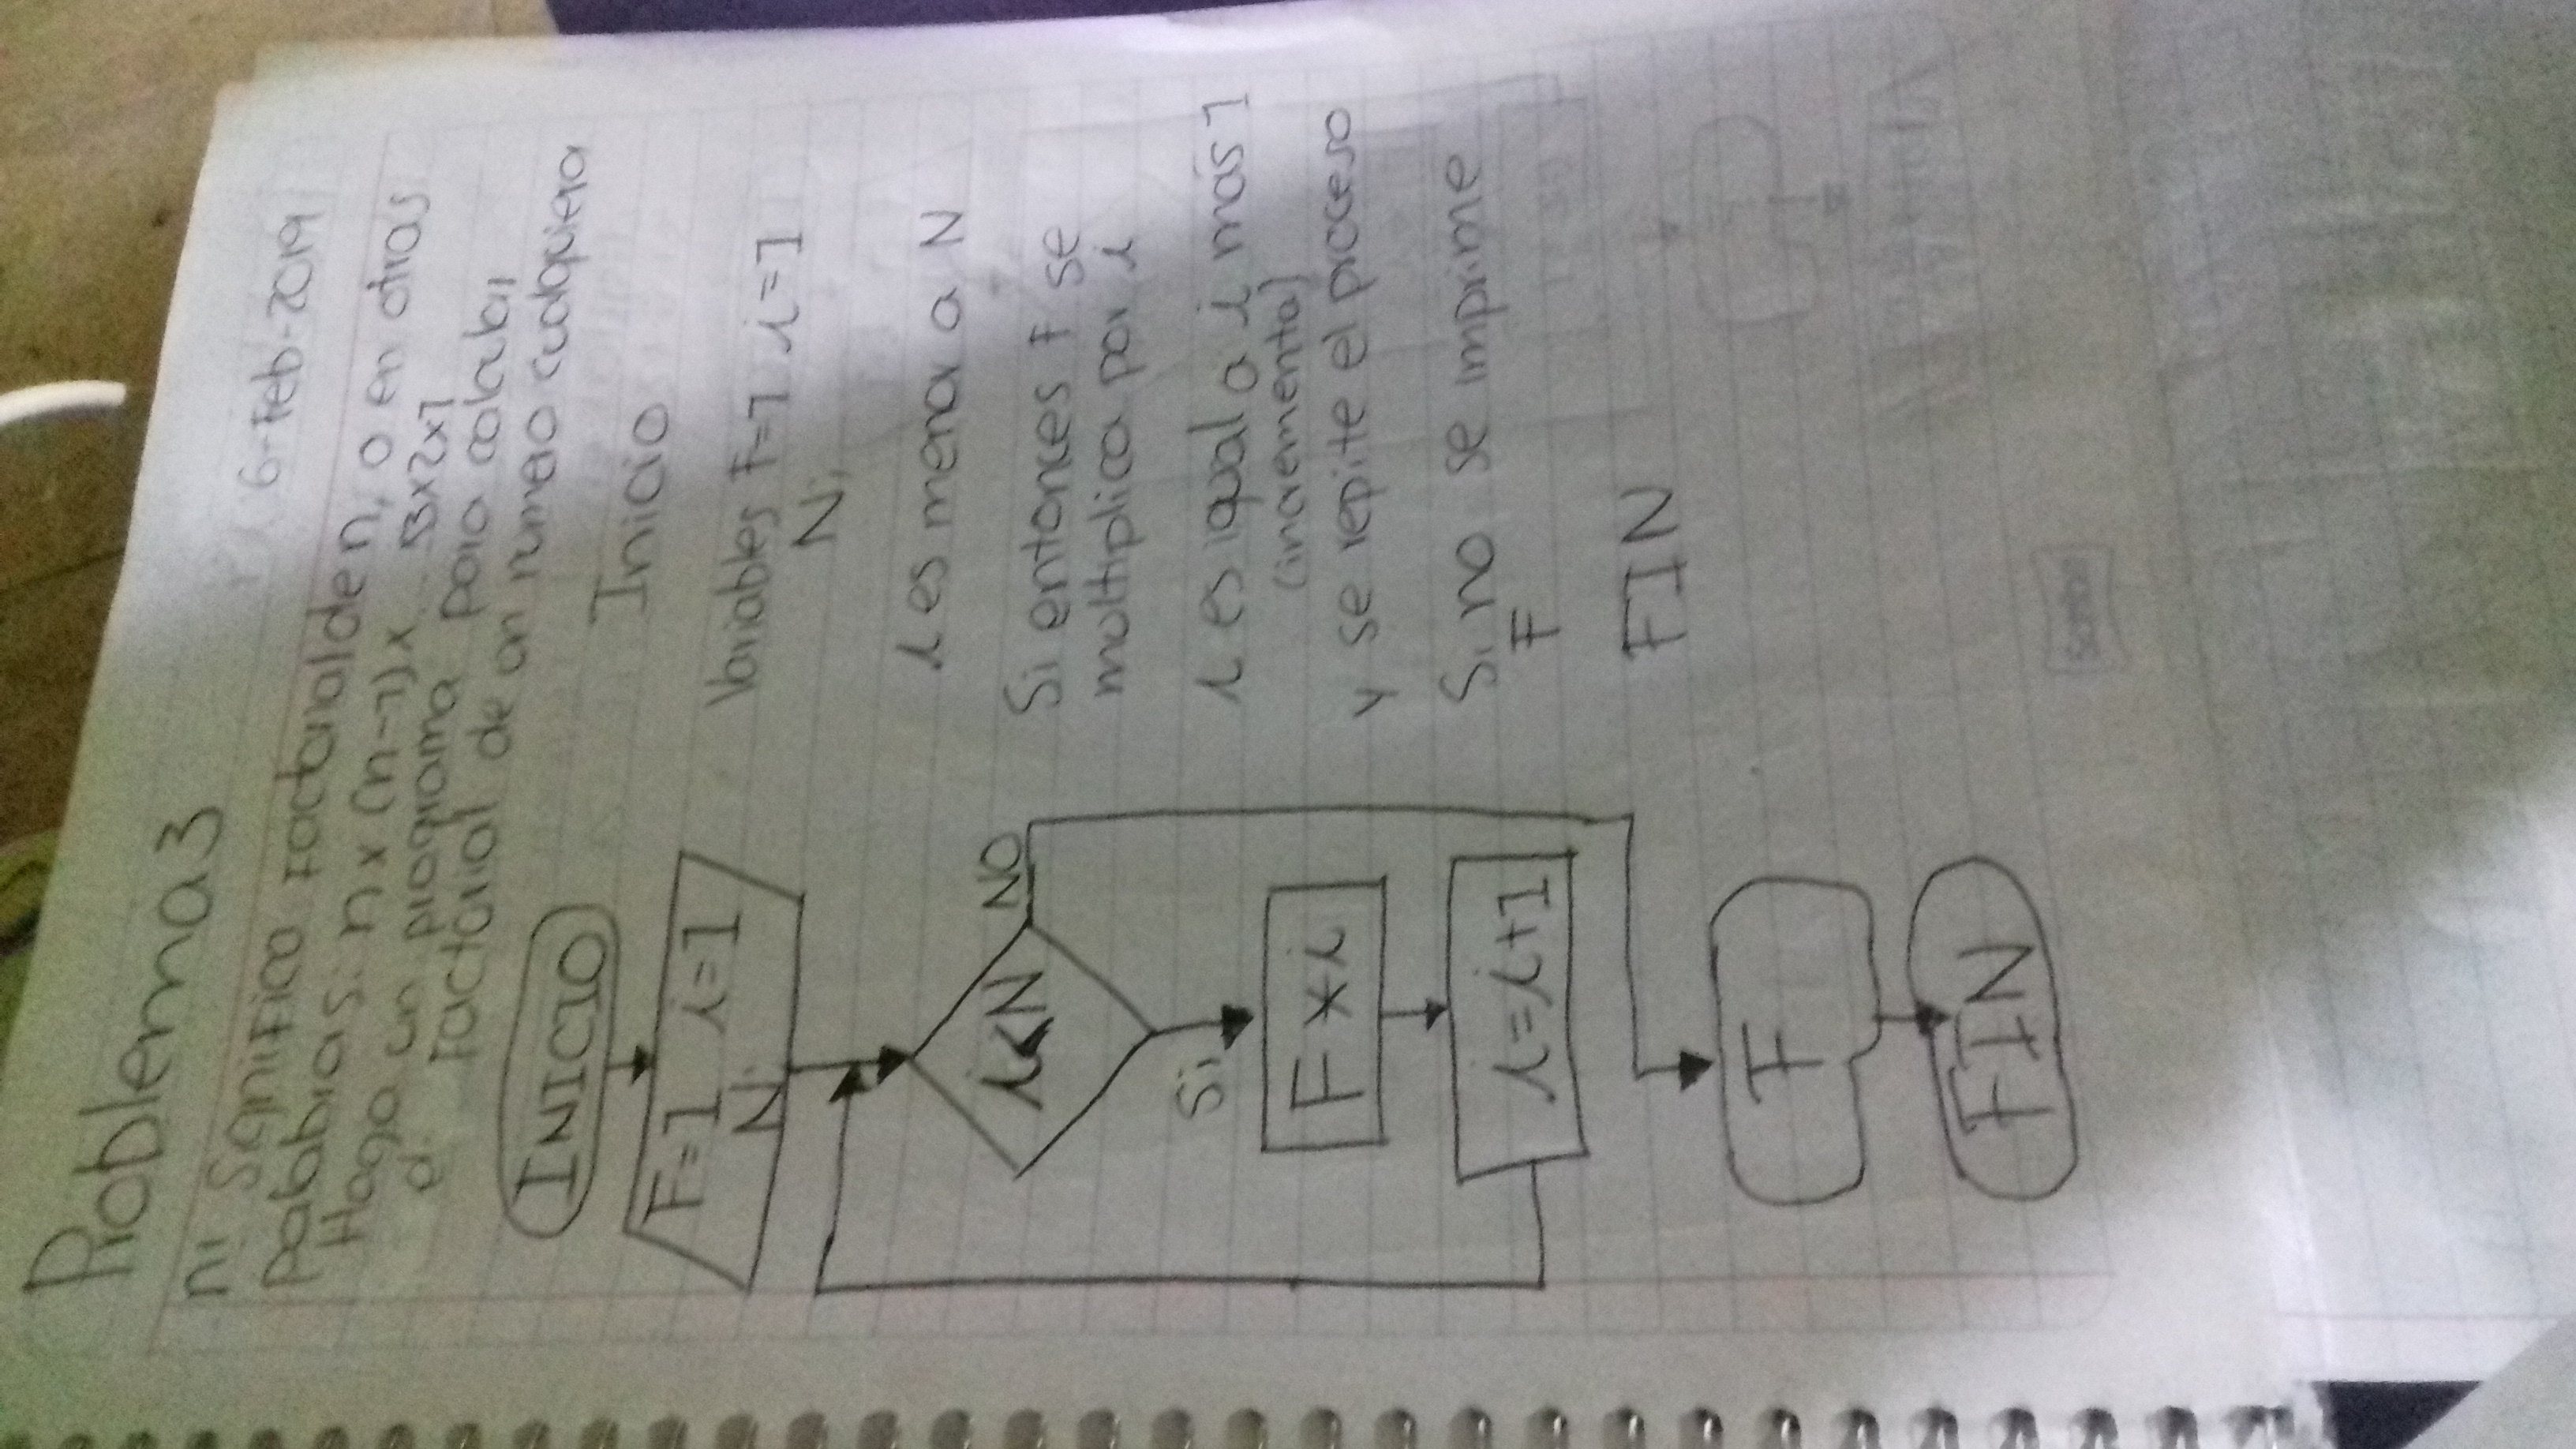 Problema 3
6-Feb-2019
n! Significa Factorial de n, o en otras
palabras: n x (n-1) x ... 3x2x1
Haga un programa para calcular
el factorial de un número cualquiera
INICIO
F=1 i=1
N
i<N
NO
Si
F * i
i=i+1
F
FIN
Inicio
Variables F=1 i=1
N,
i es menor a N
Si entonces F se
multiplica por i
i es igual a i más 1
(incrementa)
y se repite el proceso
Si no se imprime
F
FIN